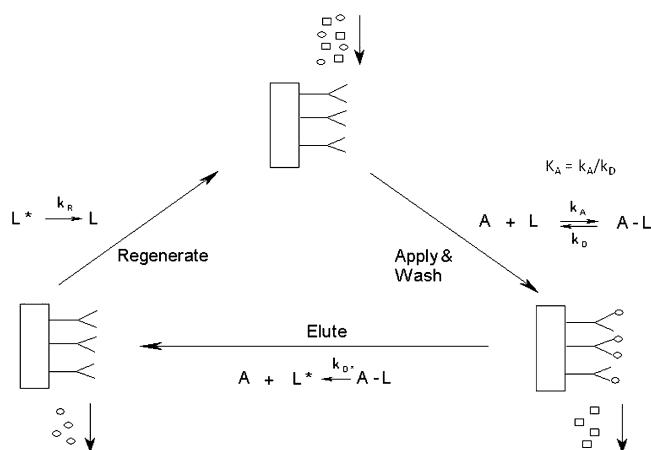 K_A = k_A/k_D
k_R
L* → L
k_A
A + L ⇌ A-L
k_D
Regenerate
Apply &
Wash
Elute
k_D*
A + L* ← A-L